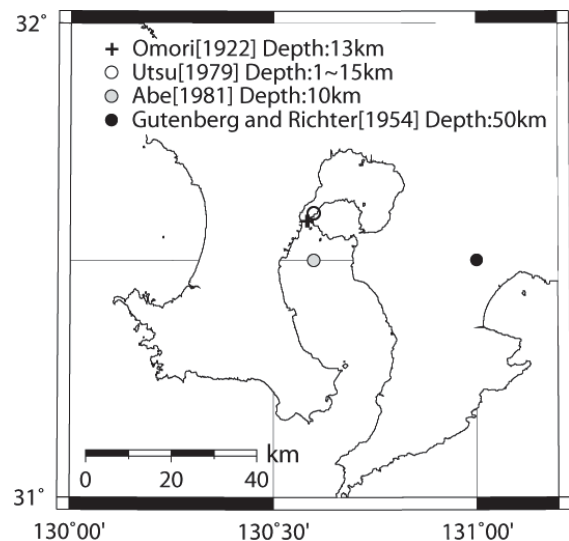 32°
Omori[1922] Depth:13km
Utsu[1979] Depth:1~15km
Abe[1981] Depth:10km
Gutenberg and Richter[1954] Depth:50km
km
0 20 40
31°
130°00' 130°30' 131°00'